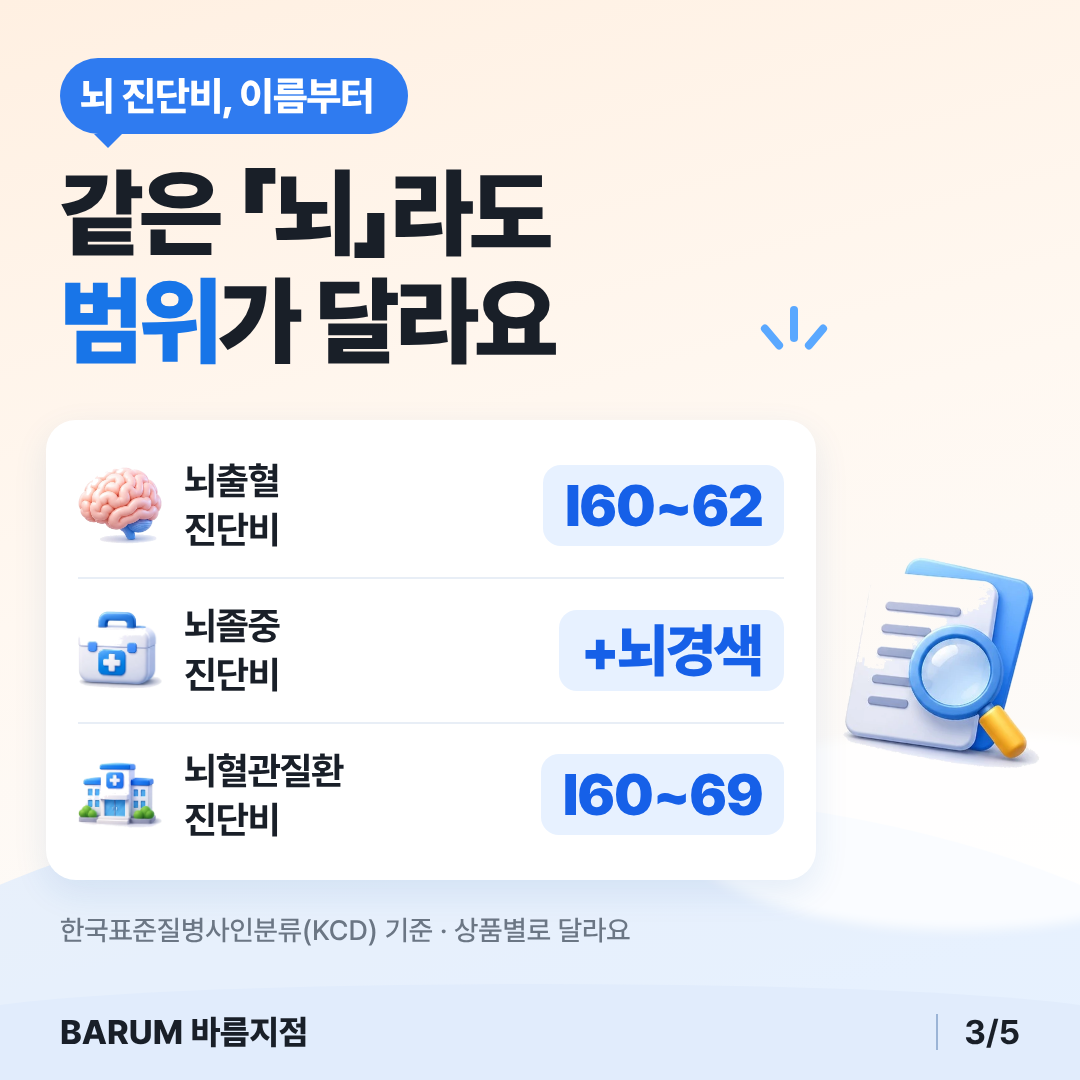 뇌 진단비, 이름부터
같은 「뇌」라도
범위가 달라요
뇌출혈
진단비
I60~62
뇌졸중
진단비
+뇌경색
뇌혈관질환
진단비
I60~69
한국표준질병사인분류(KCD) 기준 · 상품별로 달라요
BARUM 바름지점
3/5